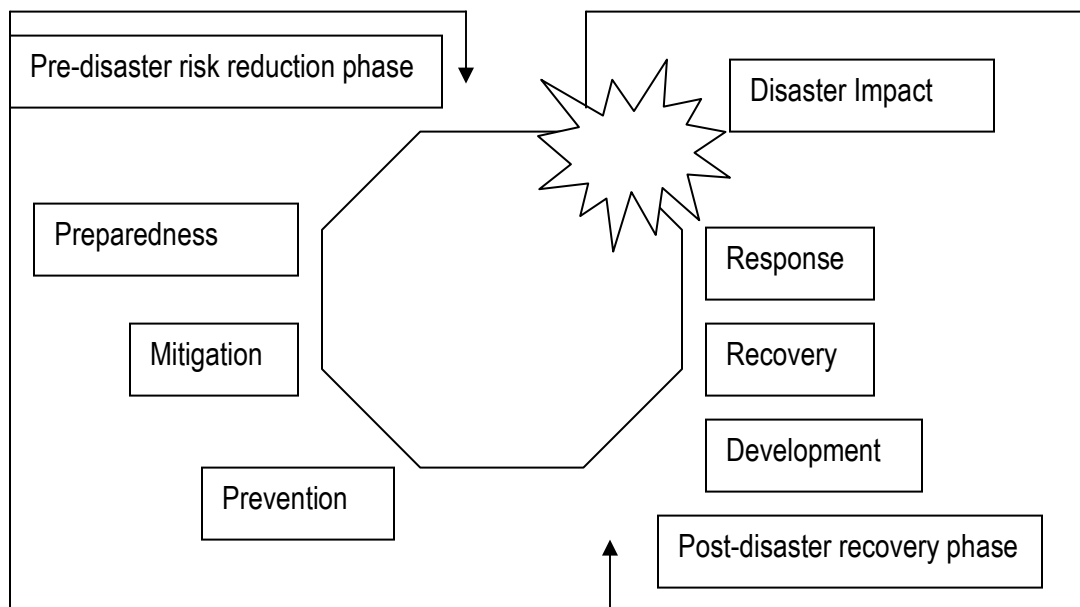 Pre-disaster risk reduction phase
Disaster Impact
Preparedness
Response
Mitigation
Recovery
Development
Prevention
Post-disaster recovery phase